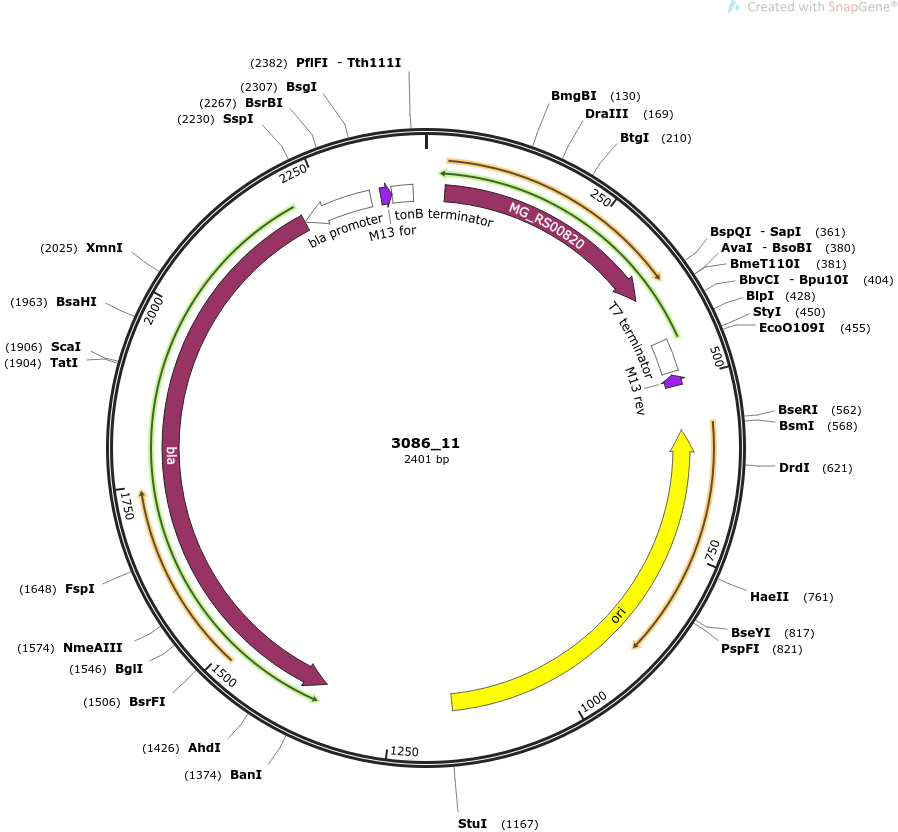 Created with SnapGene®
(2382) PflFI - Tth111I
(2307) BsgI
(2267) BsrBI
(2230) SspI
BmgBI (130)
DraIII (169)
BtgI (210)
2250
250
tonB terminator
bla promoter
M13 for
MG_RS00820
BspQI - SapI (361)
AvaI - BsoBI (380)
BmeT110I (381)
BbvCI - Bpu10I (404)
BlpI (428)
StyI (450)
EcoO109I (455)
(2025) XmnI
(1963) BsaHI
2000
(1906) ScaI
(1904) TatI
T7 terminator
M13 rev
500
BseRI (562)
BsmI (568)
DrdI (621)
3086_11
2401 bp
bla
1750
750
(1648) FspI
HaeII (761)
ori
BseYI (817)
PspFI (821)
(1574) NmeAIII
(1546) BglI
1500
(1506) BsrFI
1000
(1426) AhdI
1250
(1374) BanI
StuI (1167)